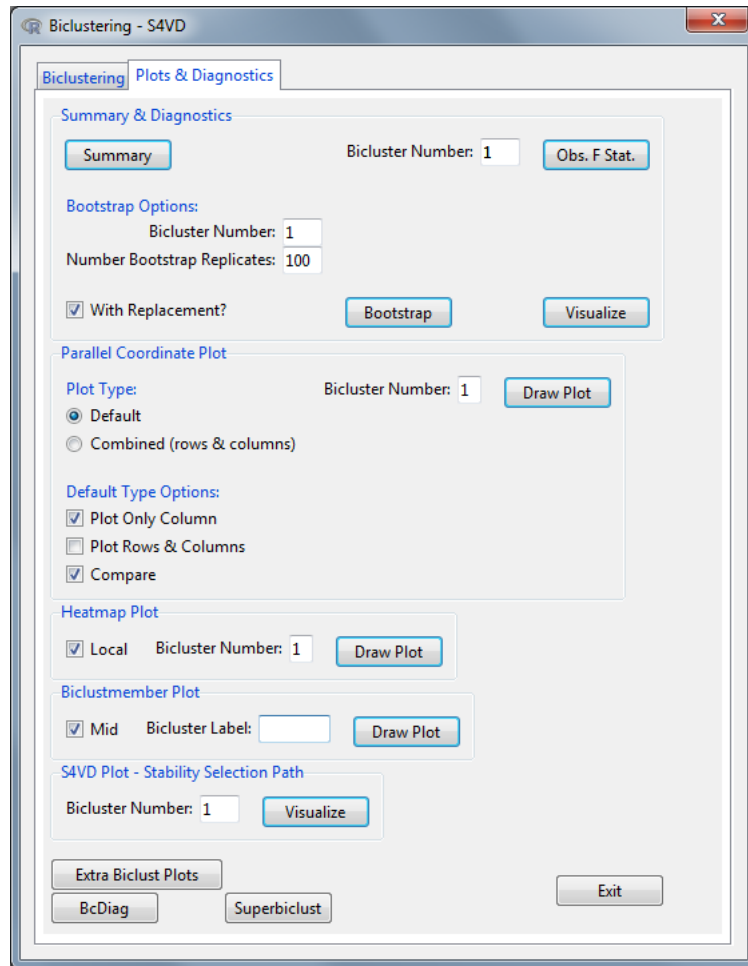 Biclustering - S4VD
Biclustering Plots & Diagnostics
Summary & Diagnostics
Summary Bicluster Number: 1 Obs. F Stat.
Bootstrap Options:
Bicluster Number: 1
Number Bootstrap Replicates: 100
With Replacement? Bootstrap Visualize
Parallel Coordinate Plot
Plot Type: Bicluster Number: 1 Draw Plot
Default
Combined (rows & columns)
Default Type Options:
Plot Only Column
Plot Rows & Columns
Compare
Heatmap Plot
Local Bicluster Number: 1 Draw Plot
Biclustmember Plot
Mid Bicluster Label: Draw Plot
S4VD Plot - Stability Selection Path
Bicluster Number: 1 Visualize
Extra Biclust Plots
Exit
BcDiag Superbiclust